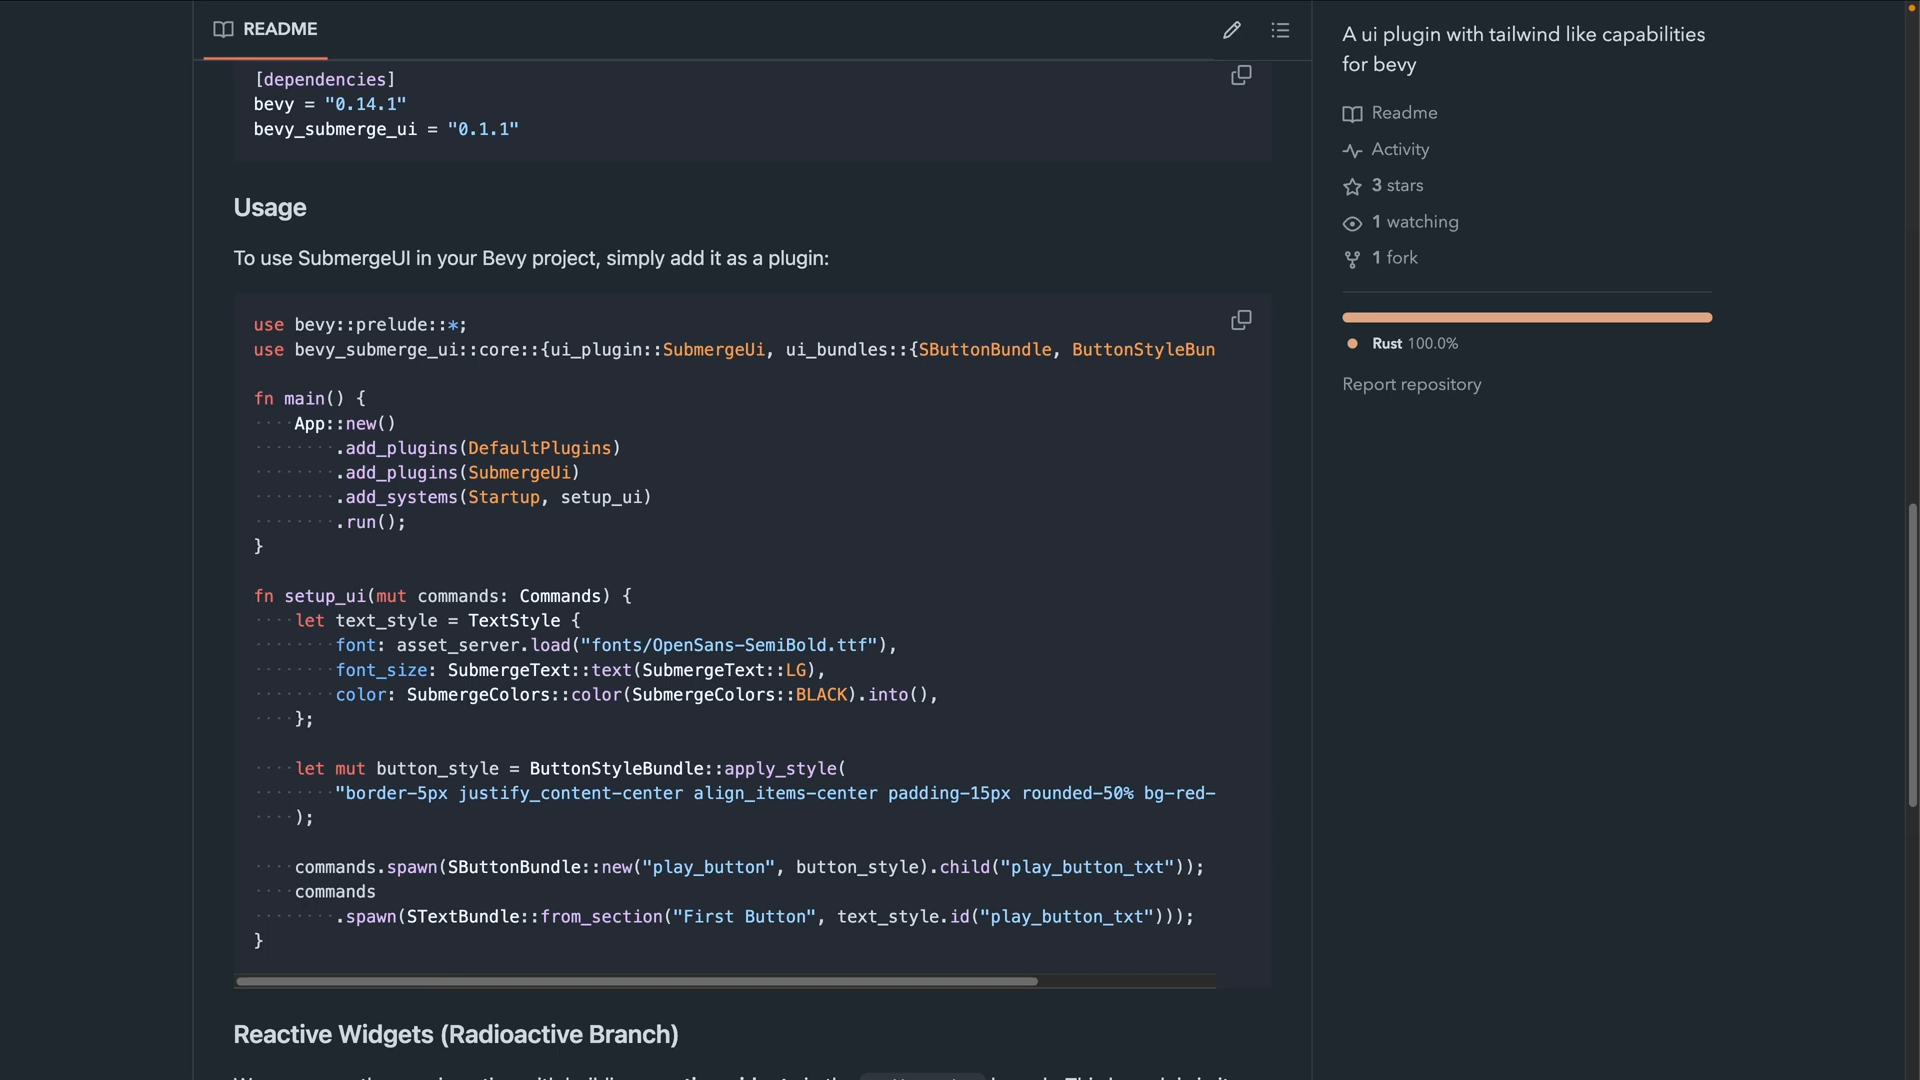 README
[dependencies]
bevy = "0.14.1"
bevy_submerge_ui = "0.1.1"
Usage
To use SubmergeUI in your Bevy project, simply add it as a plugin:
use bevy::prelude::*;
use bevy_submerge_ui::core::{ui_plugin::SubmergeUi, ui_bundles::{SButtonBundle, ButtonStyleBun
fn main() {
    App::new()
        .add_plugins(DefaultPlugins)
        .add_plugins(SubmergeUi)
        .add_systems(Startup, setup_ui)
        .run();
}
fn setup_ui(mut commands: Commands) {
    let text_style = TextStyle {
        font: asset_server.load("fonts/OpenSans-SemiBold.ttf"),
        font_size: SubmergeText::text(SubmergeText::LG),
        color: SubmergeColors::color(SubmergeColors::BLACK).into(),
    };
    let mut button_style = ButtonStyleBundle::apply_style(
        "border-5px justify_content-center align_items-center padding-15px rounded-50% bg-red-
    );
    commands.spawn(SButtonBundle::new("play_button", button_style).child("play_button_txt"));
    commands
        .spawn(STextBundle::from_section("First Button", text_style.id("play_button_txt")));
}
Reactive Widgets (Radioactive Branch)
A ui plugin with tailwind like capabilities
for bevy
Readme
Activity
3 stars
1 watching
1 fork
Rust 100.0%
Report repository